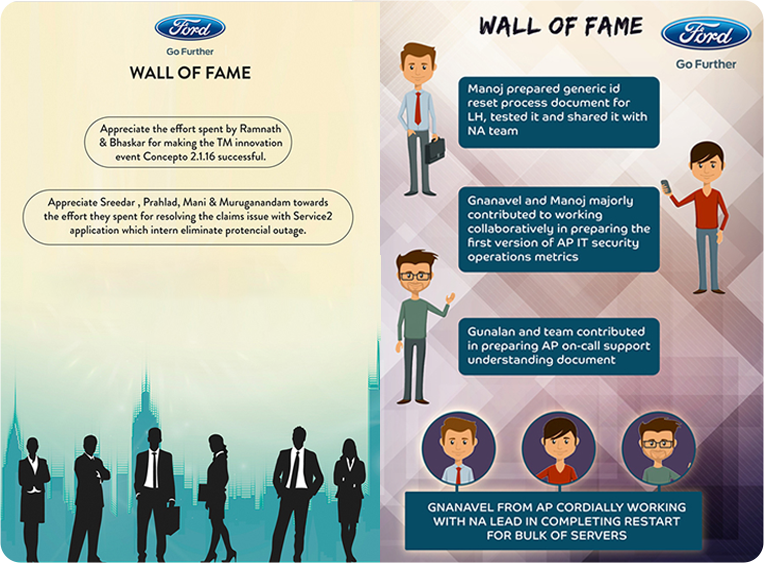 Ford
Go Further
WALL OF FAME
Appreciate the effort spent by Ramnath
& Bhaskar for making the TM innovation
event Concepto 2.1.16 successful.
Appreciate Sreedar , Prahlad, Mani & Muruganandam towards
the effort they spent for resolving the claims issue with Service2
application which intern eliminate protencial outage.
WALL OF FAME
Ford
Go Further
Manoj prepared generic id
reset process document for
LH, tested it and shared it with
NA team
Gnanavel and Manoj majorly
contributed to working
collaboratively in preparing the
first version of AP IT security
operations metrics
Gunalan and team contributed
in preparing AP on-call support
understanding document
GNANAVEL FROM AP CORDIALLY WORKING
WITH NA LEAD IN COMPLETING RESTART
FOR BULK OF SERVERS